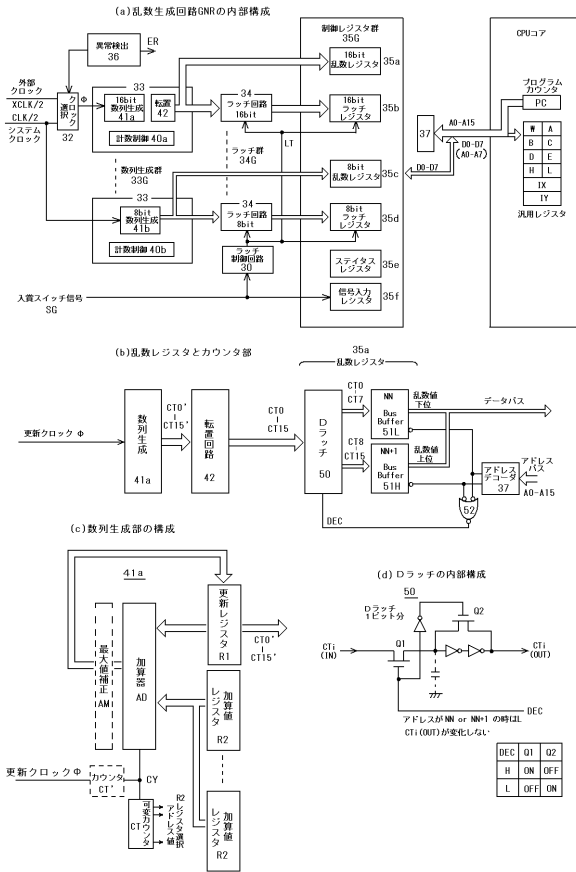 (a)乱数生成回路GNRの内部構成
制御レジスタ群
35G
CPUコア
異常検出
36
ER
16bit
乱数レジスタ
35a
外部
クロック
XCLK/2
CLK/2
システム
クロック
クロック選択
32
Φ
33
16bit
数列生成
41a
転置
42
計数制御 40a
34
ラッチ回路
16bit
16bit
ラッチ
レジスタ
35b
プログラム
カウンタ
PC
37
A0-A15
D0-D7
(A0-A7)
W A
B C
D E
H L
IX
IY
汎用レジスタ
LT
ラッチ群
34G
数列生成群
33G
8bit
乱数レジスタ
35c
D0-D7
33
8bit
数列生成
41b
計数制御 40b
34
ラッチ回路
8bit
8bit
ラッチ
レジスタ
35d
ラッチ
制御回路
30
ステイタス
レジスタ
35e
入賞スイッチ信号
SG
信号入力
レジスタ
35f
(b)乱数レジスタとカウンタ部
35a
乱数レジスタ
更新クロック Φ
数列生成
41a
CT0'
CT15'
転置回路
42
CT0
CT15
Dラッチ
50
CT0
CT7
CT8
CT15
NN
Bus
Buffer
51L
乱数値
下位
データバス
NN+1
Bus
Buffer
51H
乱数値
上位
アドレス
デコーダ
37
アドレス
バス
A0-A15
52
DEC
(c)数列生成部の構成
41a
最大値補正
AM
加算器
AD
更新レジスタ
R1
CT0'
CT15'
加算値レジスタ
R2
加算値レジスタ
R2
更新クロックΦ
カウンタ
CT'
CY
可変カウンタ
CT
R2レジスタ選択アドレス値
(d) Dラッチの内部構成
50
Dラッチ
1ビット分
Q2
CTi
(IN)
Q1
CTi
(OUT)
DEC
アドレスが NN or NN+1 の時はL
CTi(OUT)が変化しない
DEC Q1 Q2
H ON OFF
L OFF ON